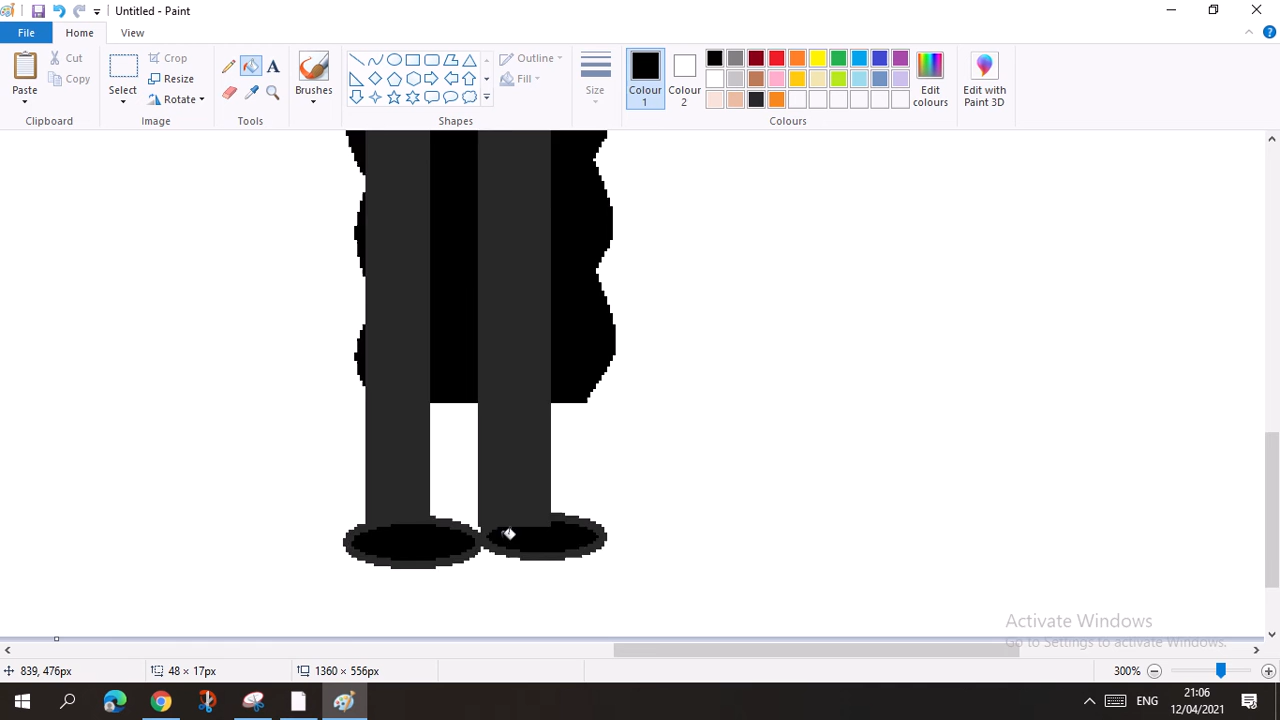 Untitled - Paint
File
Home
View
Paste
Cut
Copy
Clipboard
Select
Crop
Resize
Rotate
Image
A
Tools
Brushes
Shapes
Outline
Fill
Size
Colour
1
Colour
2
Edit
colours
Edit with
Paint 3D
Colours
Activate Windows
Go to Settings to activate Windows.
839, 476px
48 × 17px
1360 × 556px
300%
ENG
21:06
12/04/2021